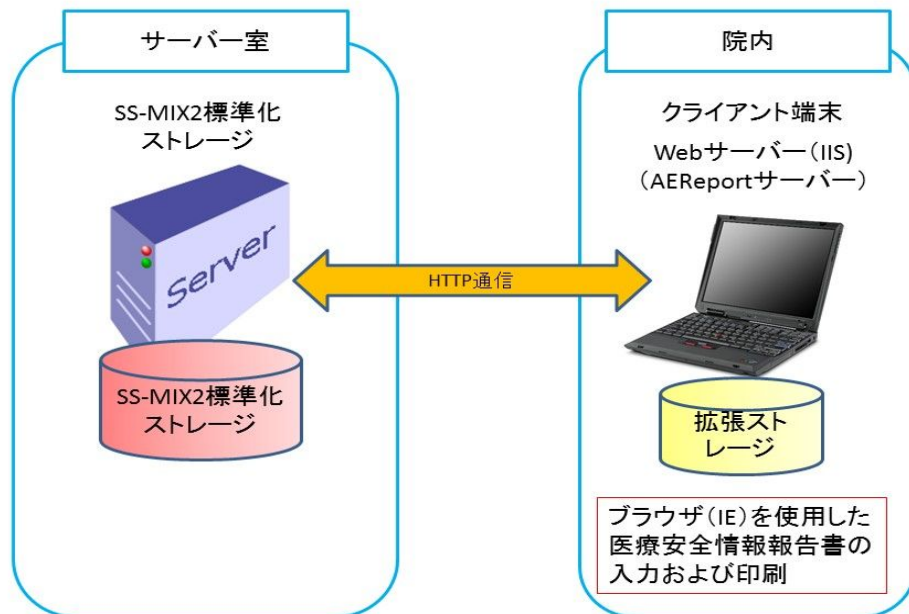 サーバー室
SS-MIX2標準化
ストレージ
Server
SS-MIX2標準化
ストレージ
HTTP通信
院内
クライアント端末
Webサーバー(IIS)
(AEReportサーバー)
拡張スト
レージ
ブラウザ(IE)を使用した
医療安全情報報告書の
入力および印刷